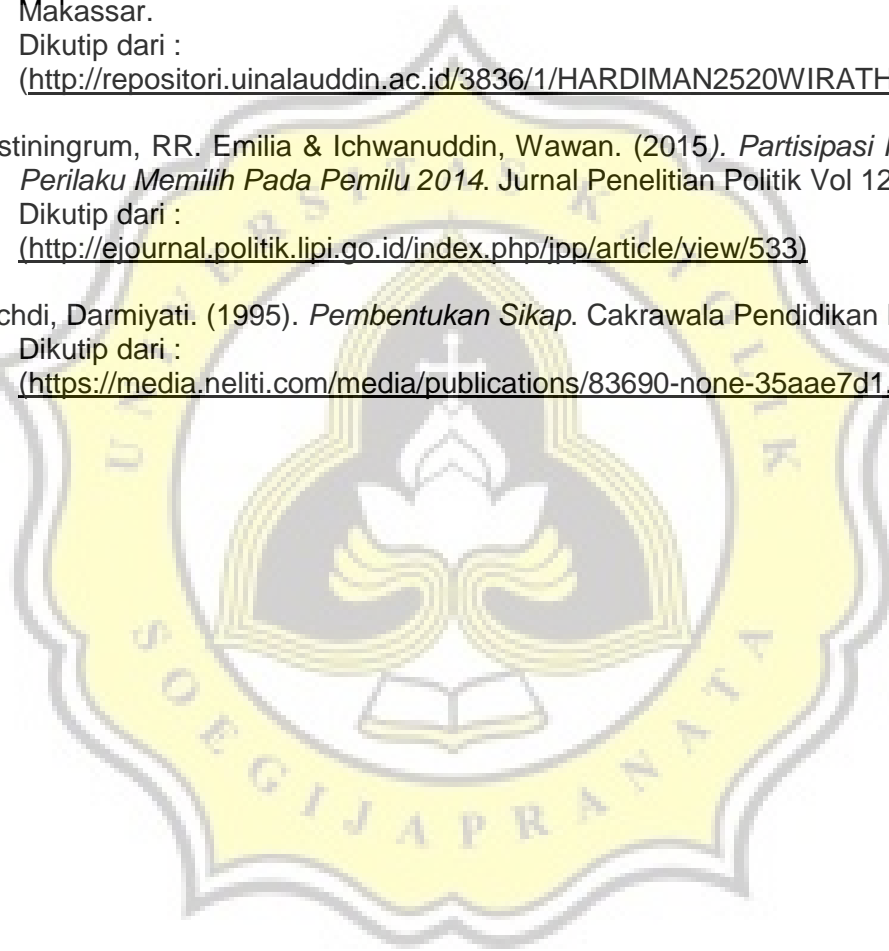 Makassar.
Dikutip dari :
(http://repositori.uinalauddin.ac.id/3836/1/HARDIMAN2520WIRATH
stiningrum, RR. Emilia & Ichwanuddin, Wawan. (2015). Partisipasi
Perilaku Memilih Pada Pemilu 2014. Jurnal Penelitian Politik Vol 12
Dikutip dari :
(http://ejournal.politik.lipi.go.id/index.php/jpp/article/view/533)
chdi, Darmiyati. (1995). Pembentukan Sikap. Cakrawala Pendidikan
Dikutip dari :
(https://media.neliti.com/media/publications/83690-none-35aae7d1.
UNIVERSITAS KATOLIK
SOEGIJAPRANATA